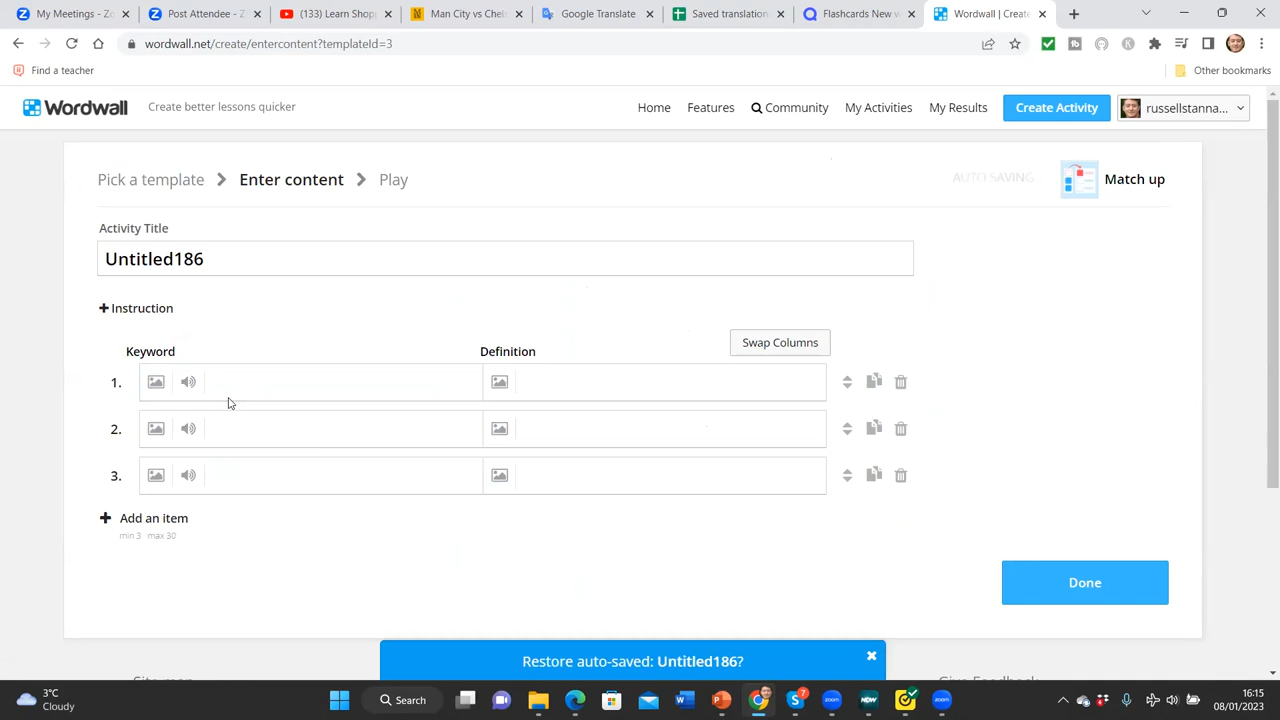 My Meetings - Zo
Post Attendee
(133) Learn Shop
Man City vs Chel
Google Translate
Saved translation
Flashcards New v
Wordwall | Create
wordwall.net/create/entercontent?templateId=3
Find a teacher
Other bookmarks
Wordwall
Create better lessons quicker
Home
Features
Community
My Activities
My Results
Create Activity
russellstanna...
Pick a template
Enter content
Play
AUTO SAVING...
Match up
Activity Title
Untitled186
+ Instruction
Keyword
Definition
Swap Columns
1.
2.
3.
+ Add an item
min 3 max 30
Done
Restore auto-saved: Untitled186?
Give Feedback
3°C
Cloudy
Search
NEW
7
16:15
08/01/2023